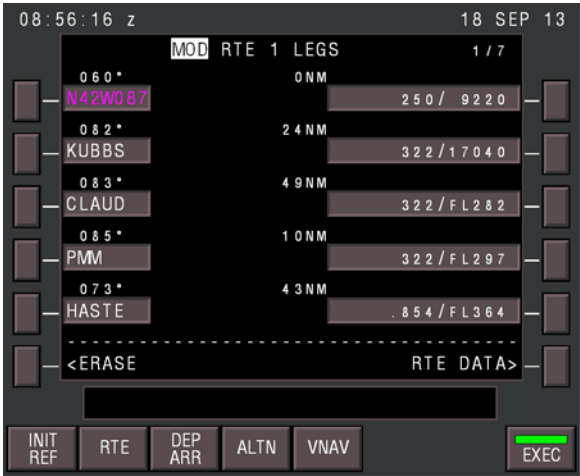 08:56:16 z 18 SEP 13
MOD RTE 1 LEGS 1/7
060° 0NM
N42W087 250/ 9220
082° 24NM
KUBBS 322/17040
083° 49NM
CLAUD 322/FL282
085° 10NM
PMM 322/FL297
073° 43NM
HASTE .854/FL364
<ERASE RTE DATA>
INIT REF RTE DEP ARR ALTN VNAV EXEC